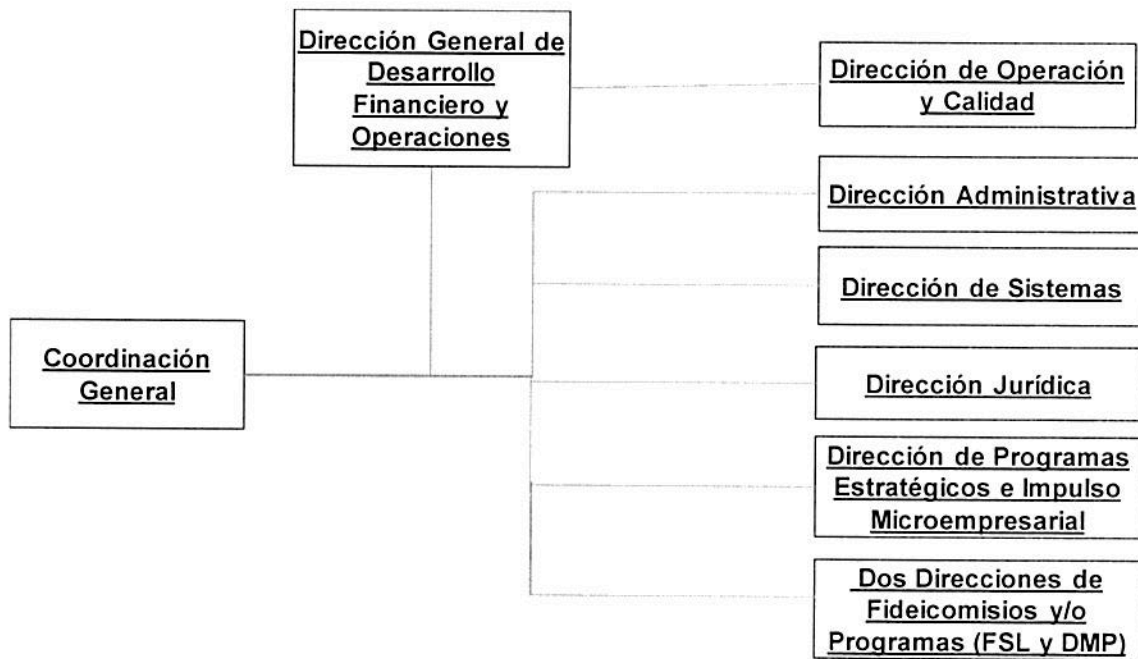 Dirección General de
Desarrollo
Financiero y
Operaciones
Dirección de Operación
y Calidad
Dirección Administrativa
Dirección de Sistemas
Coordinación
General
Dirección Jurídica
Dirección de Programas
Estratégicos e Impulso
Microempresarial
Dos Direcciones de
Fideicomisios y/o
Programas (FSL y DMP)